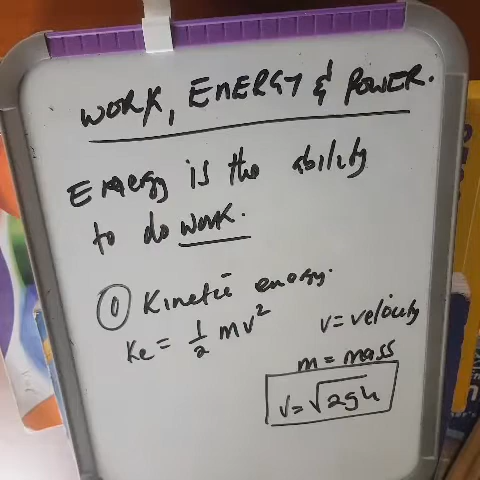 WORK, ENERGY & POWER.
Energy is the ability
to do work.
① Kinetic energy.
Ke = 1/2 mv²
v = velocity
m = mass
v = √2gh